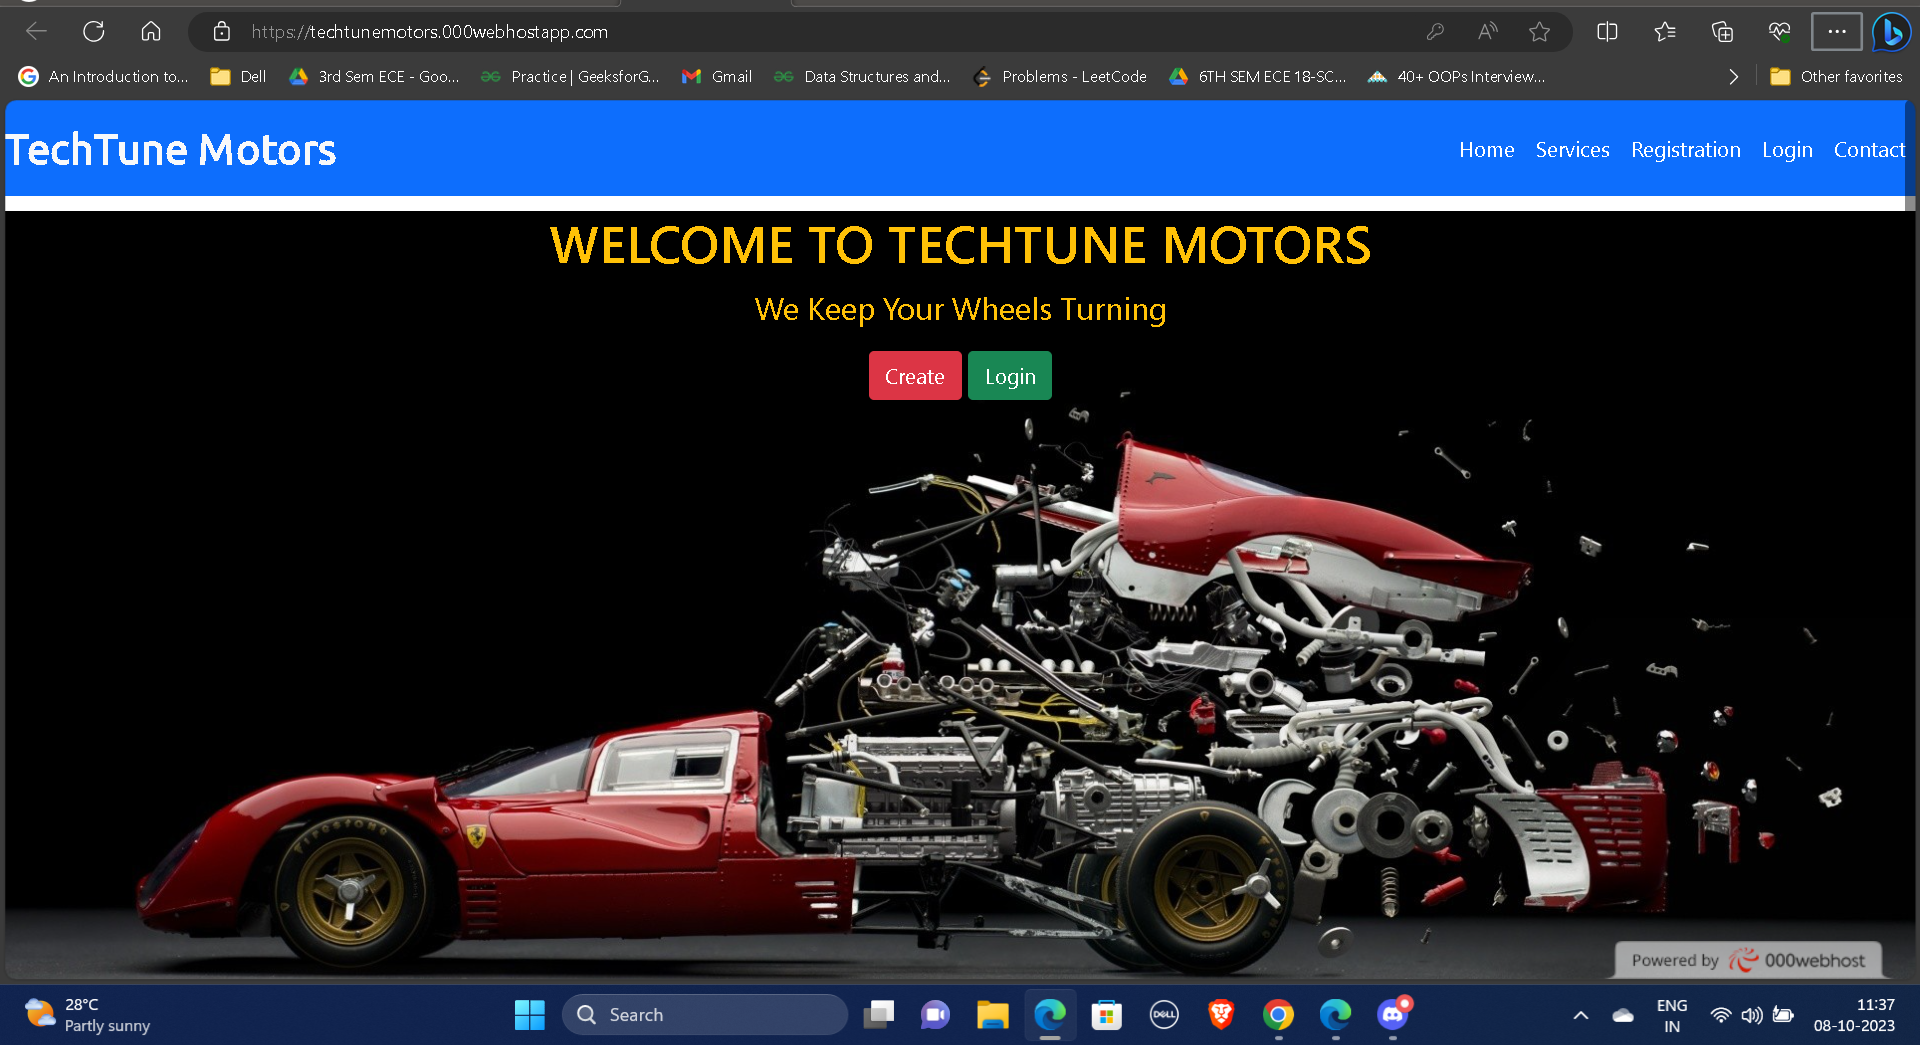 https://techtunemotors.000webhostapp.com
An Introduction to...
Dell
3rd Sem ECE - Goo...
Practice | GeeksforG...
Gmail
Data Structures and...
Problems - LeetCode
6TH SEM ECE 18-SC...
40+ OOPs Interview...
Other favorites
TechTune Motors
Home
Services
Registration
Login
Contact
WELCOME TO TECHTUNE MOTORS
We Keep Your Wheels Turning
Create
Login
Powered by 000webhost
28°C
Partly sunny
Search
DELL
ENG
IN
11:37
08-10-2023